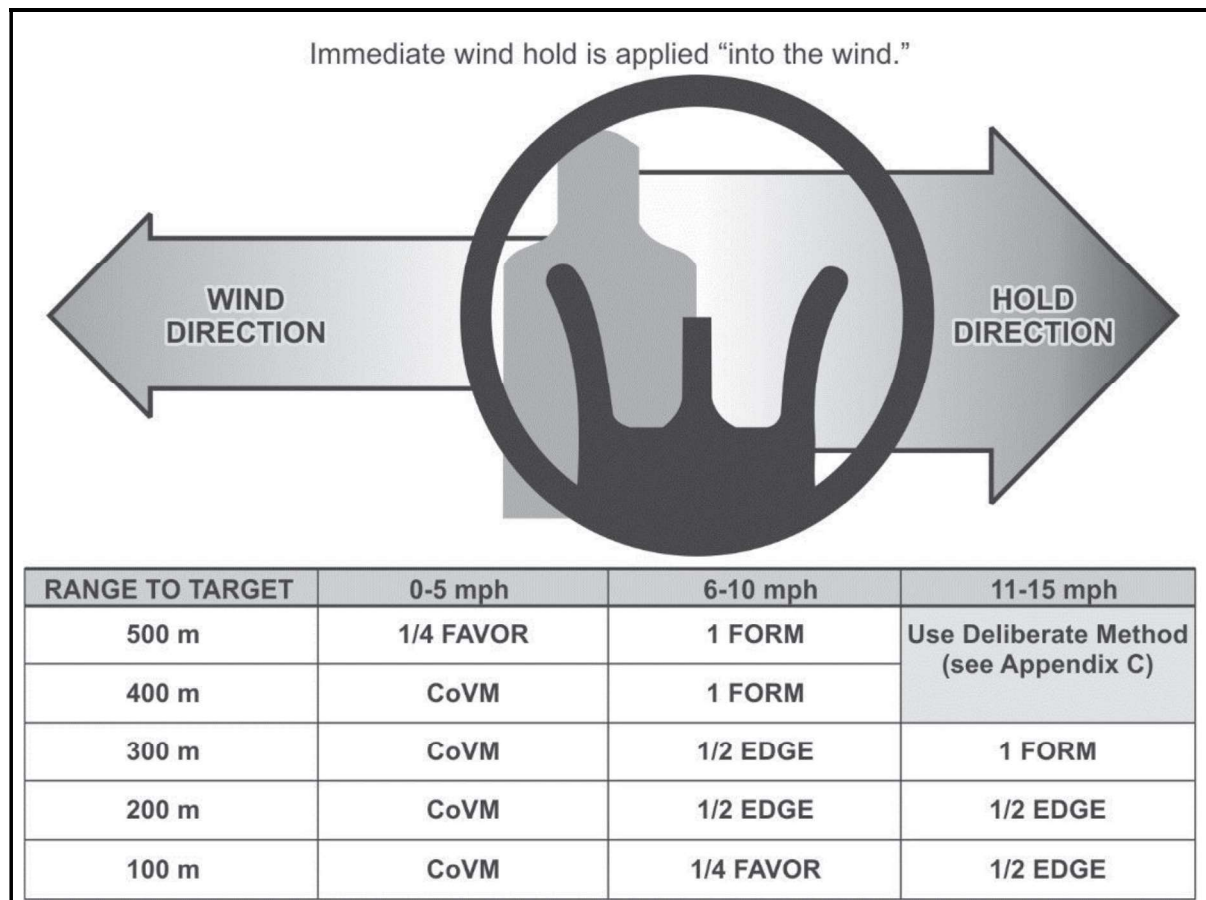 Immediate wind hold is applied “into the wind.”
WIND
DIRECTION
HOLD
DIRECTION
RANGE TO TARGET 0-5 mph 6-10 mph 11-15 mph
500 m 1/4 FAVOR 1 FORM Use Deliberate Method
(see Appendix C)
400 m CoVM 1 FORM
300 m CoVM 1/2 EDGE 1 FORM
200 m CoVM 1/2 EDGE 1/2 EDGE
100 m CoVM 1/4 FAVOR 1/2 EDGE